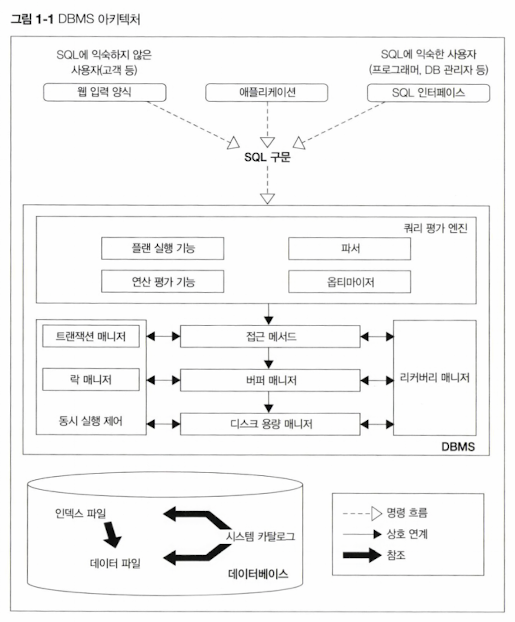 그림 1-1 DBMS 아키텍처
SQL에 익숙하지 않은
사용자(고객 등)
SQL에 익숙한 사용자
(프로그래머, DB 관리자 등)
웹 입력 양식
애플리케이션
SQL 인터페이스
SQL 구문
쿼리 평가 엔진
플랜 실행 기능
파서
연산 평가 기능
옵티마이저
트랜잭션 매니저
접근 메서드
리커버리 매니저
락 매니저
버퍼 매니저
동시 실행 제어
디스크 용량 매니저
DBMS
인덱스 파일
시스템 카탈로그
데이터 파일
데이터베이스
명령 흐름
상호 연계
참조